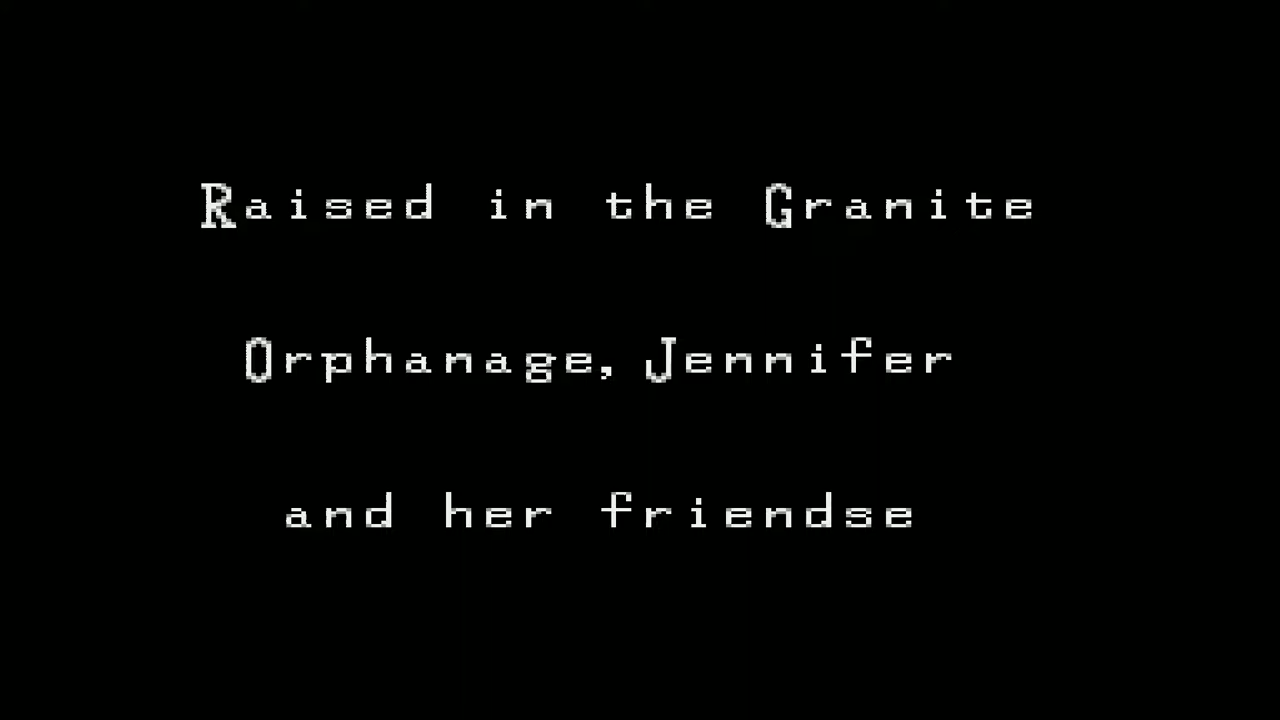 Raised in the Granite
Orphanage, Jennifer
and her friendse